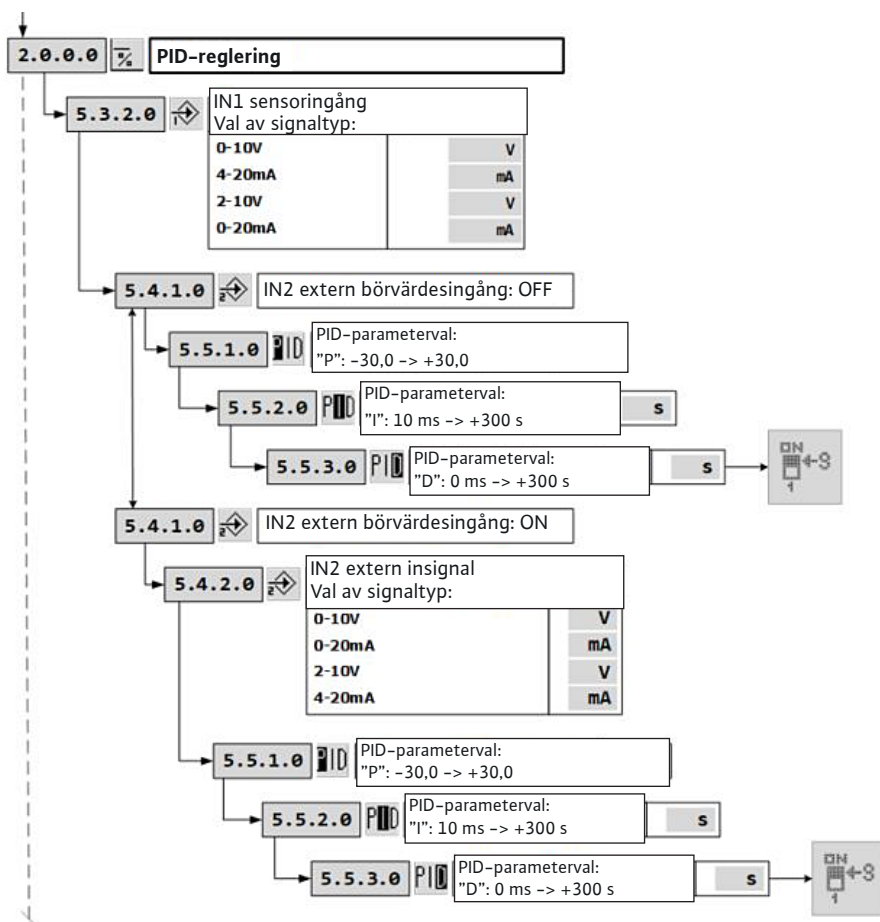 2.0.0.0 PID-reglering
5.3.2.0 1 IN1 sensoringång
Val av signaltyp:
0-10V V
4-20mA mA
2-10V V
0-20mA mA
5.4.1.0 2 IN2 extern börvärdesingång: OFF
5.5.1.0 PID PID-parameterval:
"P": -30,0 -> +30,0
5.5.2.0 PID PID-parameterval:
"I": 10 ms -> +300 s s
5.5.3.0 PID PID-parameterval:
"D": 0 ms -> +300 s s
ON
1
5.4.1.0 2 IN2 extern börvärdesingång: ON
5.4.2.0 2 IN2 extern insignal
Val av signaltyp:
0-10V V
0-20mA mA
2-10V V
4-20mA mA
5.5.1.0 PID PID-parameterval:
"P": -30,0 -> +30,0
5.5.2.0 PID PID-parameterval:
"I": 10 ms -> +300 s s
5.5.3.0 PID PID-parameterval:
"D": 0 ms -> +300 s s
ON
1